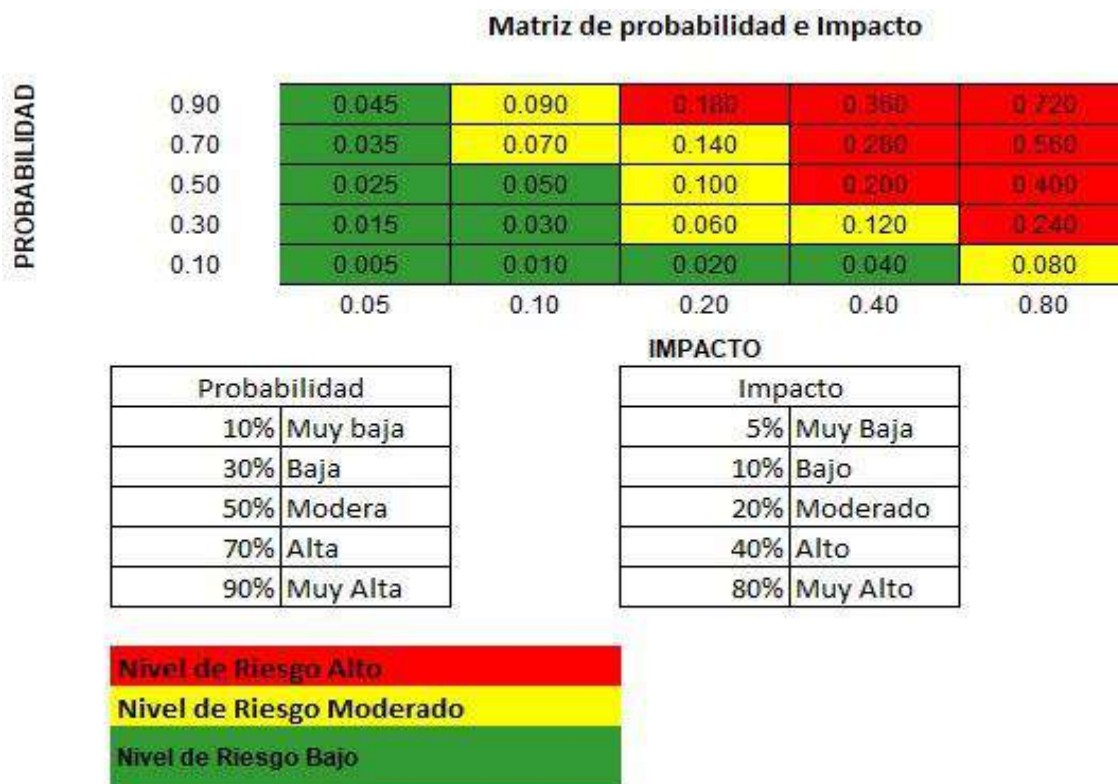 Matriz de probabilidad e Impacto
PROBABILIDAD
0.90 0.045 0.090 0.180 0.360 0.720
0.70 0.035 0.070 0.140 0.280 0.560
0.50 0.025 0.050 0.100 0.200 0.400
0.30 0.015 0.030 0.060 0.120 0.240
0.10 0.005 0.010 0.020 0.040 0.080
0.05 0.10 0.20 0.40 0.80
IMPACTO
Probabilidad
10% Muy baja
30% Baja
50% Modera
70% Alta
90% Muy Alta
Impacto
5% Muy Baja
10% Bajo
20% Moderado
40% Alto
80% Muy Alto
Nivel de Riesgo Alto
Nivel de Riesgo Moderado
Nivel de Riesgo Bajo